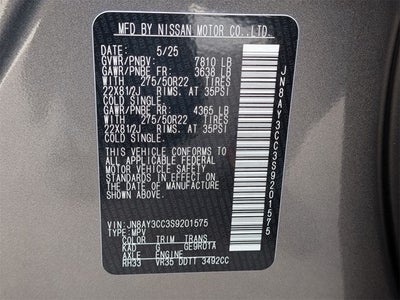 MFD BY NISSAN MOTOR CO.,LTD.
DATE:
5/25
GVWR/PNBV: 7810 LB
GAWR/PNBE FR: 3638 LB
WITH 275/50R22 TIRES
22X8½J RIMS. AT 35PSI
COLD SINGLE.
GAWR/PNBE RR: 4365 LB
WITH 275/50R22 TIRES
22X8½J RIMS. AT 35PSI
COLD SINGLE.
THIS VEHICLE CONFORMS TO
ALL APPLICABLE FEDERAL
MOTOR VEHICLE SAFETY
STANDARDS IN EFFECT ON
THE DATE OF MANUFACTURE
SHOWN ABOVE.
VIN: JN8AY3CC3S9201575
TYPE: MPV
COLOR TRIM TRANS
KAD G GE9R01A
AXLE ENGINE
RH33 VR35 DDTT 3492CC
JN8AY3CC3S9201575